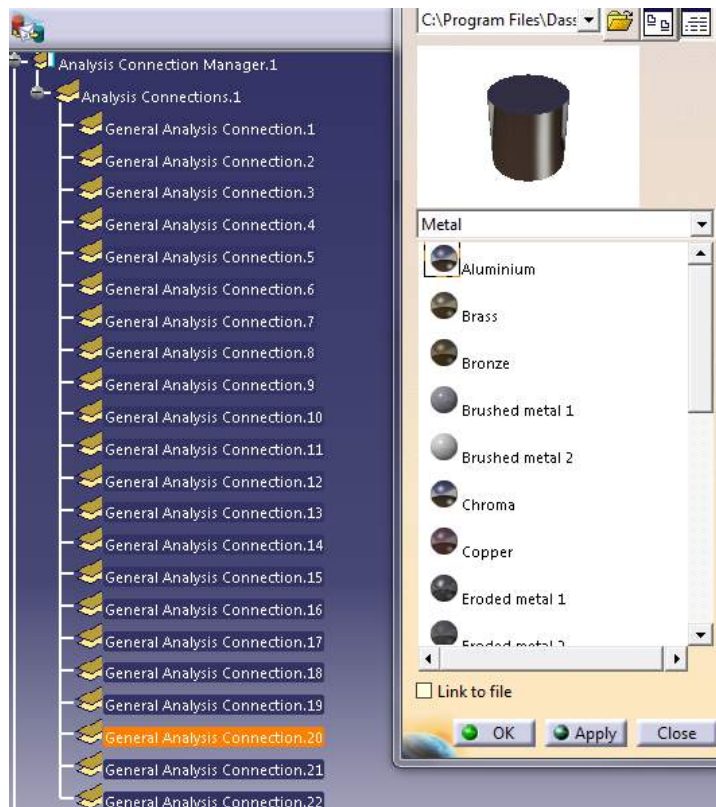 Analysis Connection Manager.1
Analysis Connections.1
General Analysis Connection.1
General Analysis Connection.2
General Analysis Connection.3
General Analysis Connection.4
General Analysis Connection.5
General Analysis Connection.6
General Analysis Connection.7
General Analysis Connection.8
General Analysis Connection.9
General Analysis Connection.10
General Analysis Connection.11
General Analysis Connection.12
General Analysis Connection.13
General Analysis Connection.14
General Analysis Connection.15
General Analysis Connection.16
General Analysis Connection.17
General Analysis Connection.18
General Analysis Connection.19
General Analysis Connection.20
General Analysis Connection.21
General Analysis Connection.22
C:\Program Files\Dass
Metal
Aluminium
Brass
Bronze
Brushed metal 1
Brushed metal 2
Chroma
Copper
Eroded metal 1
Eroded metal 2
Link to file
OK Apply Close